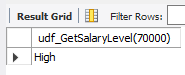 Result Grid Filter Rows:
udf_GetSalaryLevel(70000)
High